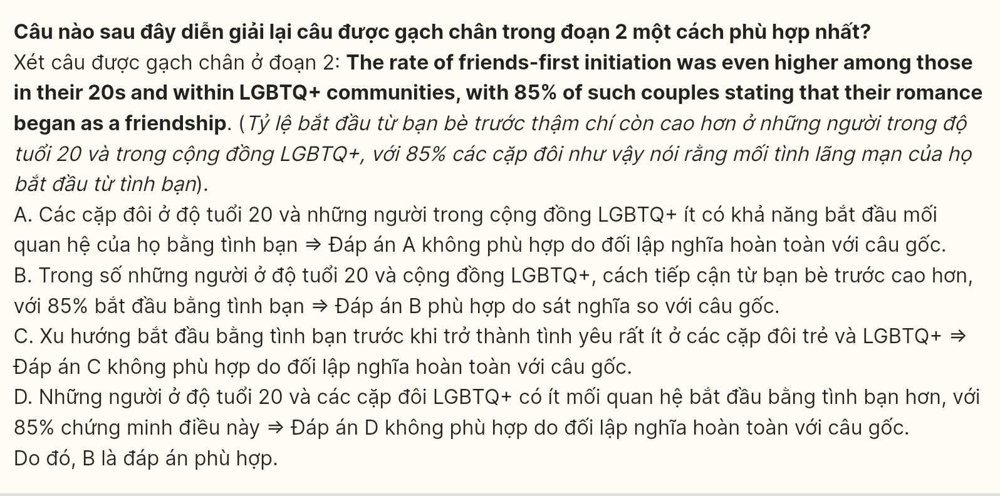 Câu nào sau đây diễn giải lại câu được gạch chân trong đoạn 2 một cách phù hợp nhất?
Xét câu được gạch chân ở đoạn 2: The rate of friends-first initiation was even higher among those
in their 20s and within LGBTQ+ communities, with 85% of such couples stating that their romance
began as a friendship. (Tỷ lệ bắt đầu từ bạn bè trước thậm chí còn cao hơn ở những người trong độ
tuổi 20 và trong cộng đồng LGBTQ+, với 85% các cặp đôi như vậy nói rằng mối tình lãng mạn của họ
bắt đầu từ tình bạn).
A. Các cặp đôi ở độ tuổi 20 và những người trong cộng đồng LGBTQ+ ít có khả năng bắt đầu mối
quan hệ của họ bằng tình bạn ⇒ Đáp án A không phù hợp do đối lập nghĩa hoàn toàn với câu gốc.
B. Trong số những người ở độ tuổi 20 và cộng đồng LGBTQ+, cách tiếp cận từ bạn bè trước cao hơn,
với 85% bắt đầu bằng tình bạn ⇒ Đáp án B phù hợp do sát nghĩa so với câu gốc.
C. Xu hướng bắt đầu bằng tình bạn trước khi trở thành tình yêu rất ít ở các cặp đôi trẻ và LGBTQ+ ⇒
Đáp án C không phù hợp do đối lập nghĩa hoàn toàn với câu gốc.
D. Những người ở độ tuổi 20 và các cặp đôi LGBTQ+ có ít mối quan hệ bắt đầu bằng tình bạn hơn, với
85% chứng minh điều này ⇒ Đáp án D không phù hợp do đối lập nghĩa hoàn toàn với câu gốc.
Do đó, B là đáp án phù hợp.